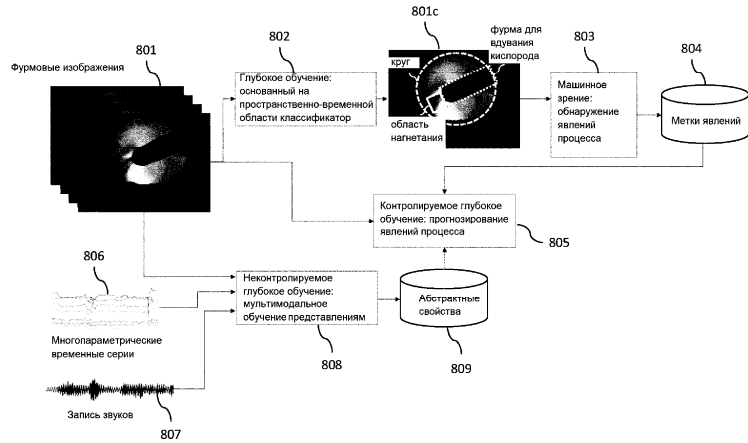 801
Фурмовые изображения
802
Глубокое обучение:
основанный на
пространственно-временной
области классификатор
801c
круг
фурма для
вдувания
кислорода
область
нагнетания
803
Машинное
зрение:
обнаружение
явлений
процесса
804
Метки явлений
Контролируемое глубокое
обучение: прогнозирование
явлений процесса
805
806
Многопараметрические
временные серии
Неконтролируемое
глубокое обучение:
мультимодальное
обучение представлениям
808
Абстрактные
свойства
809
Запись звуков
807